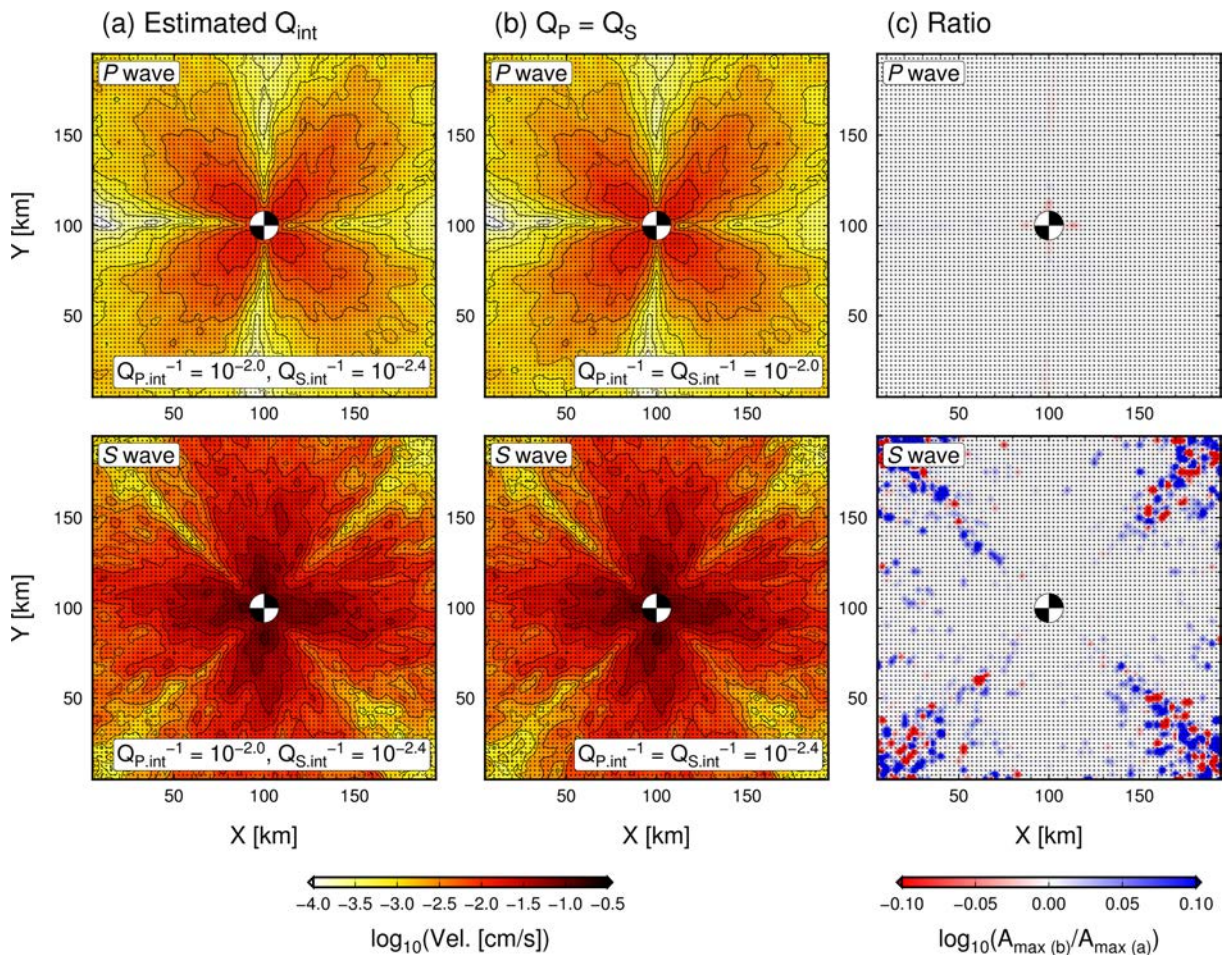 (a) Estimated Q_int
(b) Q_P = Q_S
(c) Ratio
P wave
P wave
P wave
Y [km]
150
100
50
150
100
50
150
100
50
Q_P.int^−1 = 10^−2.0, Q_S.int^−1 = 10^−2.4
Q_P.int^−1 = Q_S.int^−1 = 10^−2.0
50 100 150
50 100 150
50 100 150
S wave
S wave
S wave
Y [km]
150
100
50
150
100
50
150
100
50
Q_P.int^−1 = 10^−2.0, Q_S.int^−1 = 10^−2.4
Q_P.int^−1 = Q_S.int^−1 = 10^−2.4
50 100 150
50 100 150
50 100 150
X [km]
X [km]
X [km]
−4.0 −3.5 −3.0 −2.5 −2.0 −1.5 −1.0 −0.5
log_10(Vel. [cm/s])
−0.10 −0.05 0.00 0.05 0.10
log_10(A_max (b)/A_max (a))